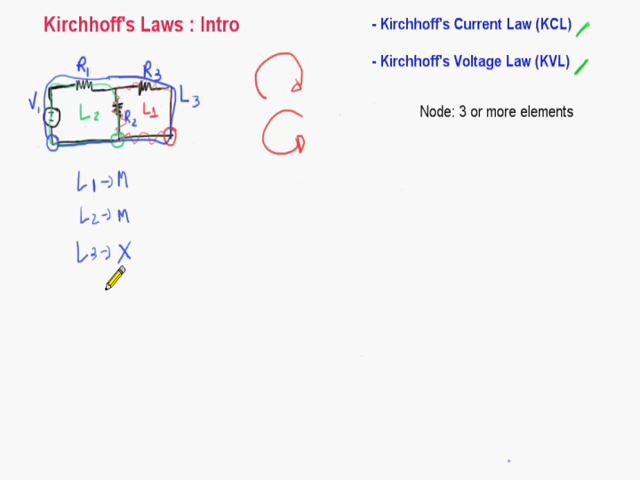 Kirchhoff's Laws : Intro
- Kirchhoff's Current Law (KCL)
- Kirchhoff's Voltage Law (KVL)
Node: 3 or more elements
R1
R3
V1
L3
L2
L1
R2
L1 → M
L2 → M
L3 → X